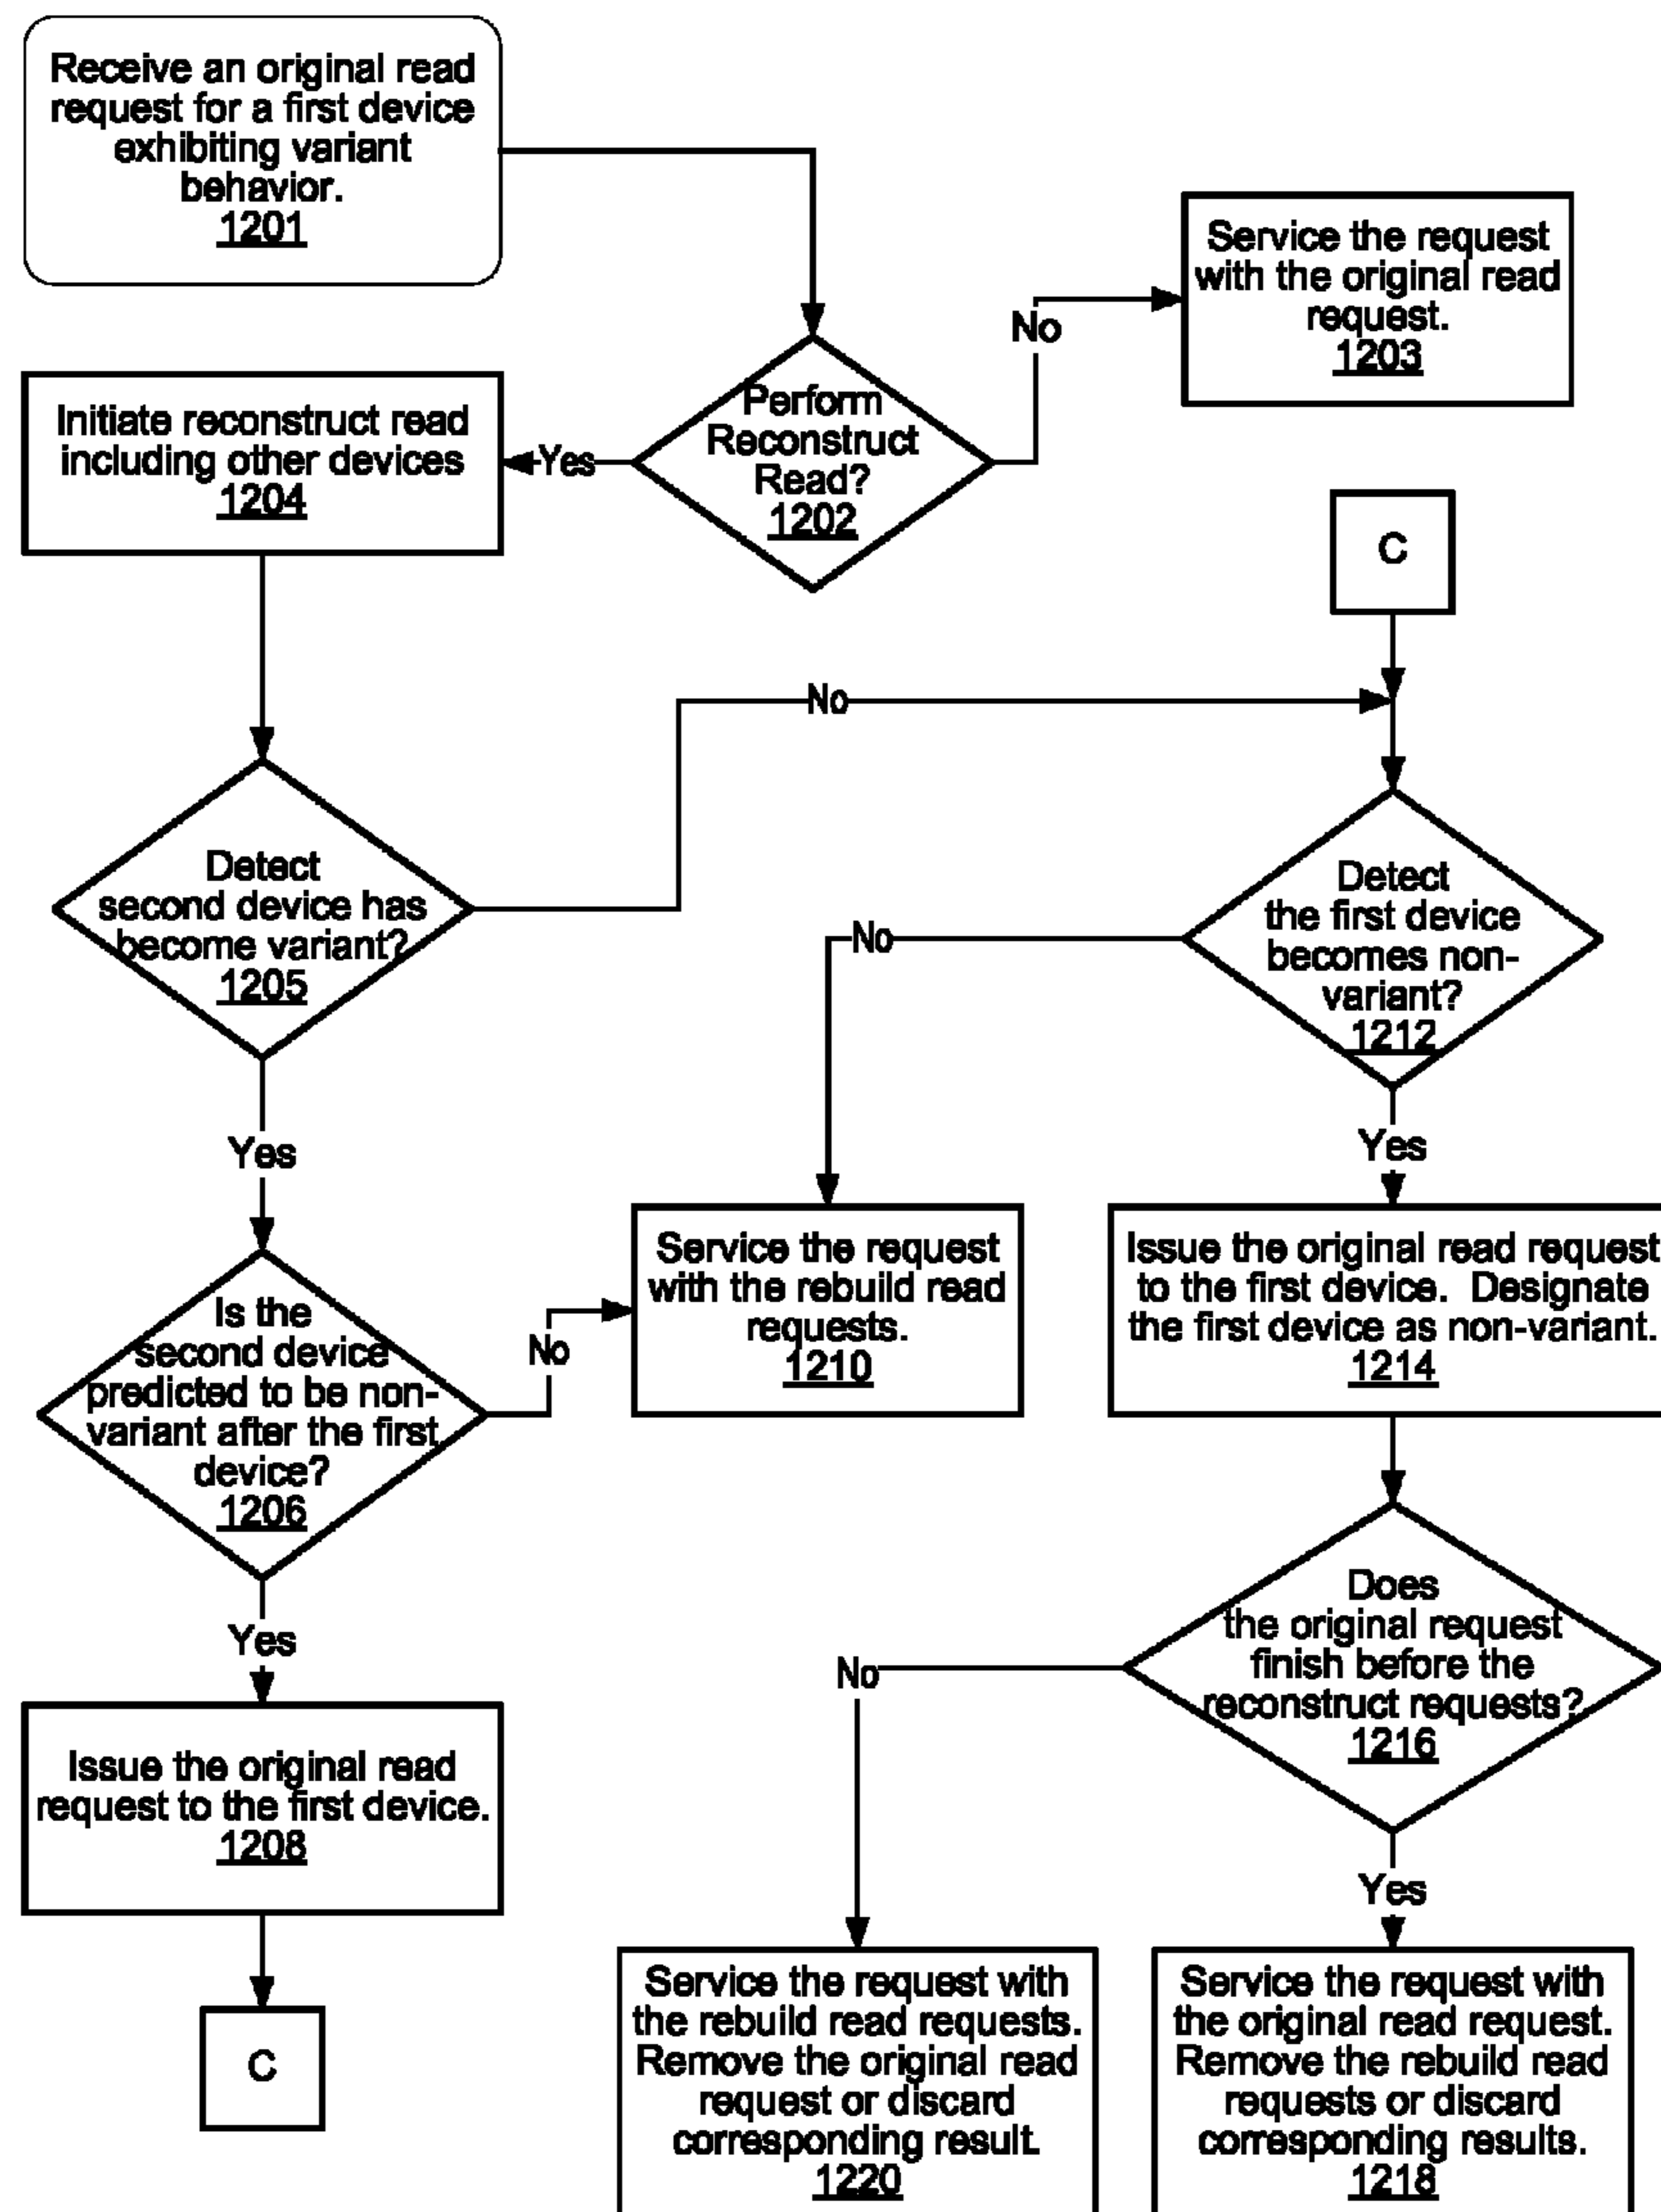 Receive an original read
request for a first device
exhibiting variant
behavior.
1201
Service the request
with the original read
request.
1203
No
Perform
Reconstruct
Read?
1202
Yes
Initiate reconstruct read
including other devices
1204
C
No
Detect
second device has
become variant?
1205
Detect
the first device
becomes non-
variant?
1212
No
Yes
Yes
Service the request
with the rebuild read
requests.
1210
Issue the original read request
to the first device. Designate
the first device as non-variant.
1214
Is the
second device
predicted to be non-
variant after the first
device?
1206
No
Yes
Does
the original request
finish before the
reconstruct requests?
1216
No
Yes
Issue the original read
request to the first device.
1208
C
Service the request with
the rebuild read requests.
Remove the original read
request or discard
corresponding result.
1220
Service the request with
the original read request.
Remove the rebuild read
requests or discard
corresponding results.
1218